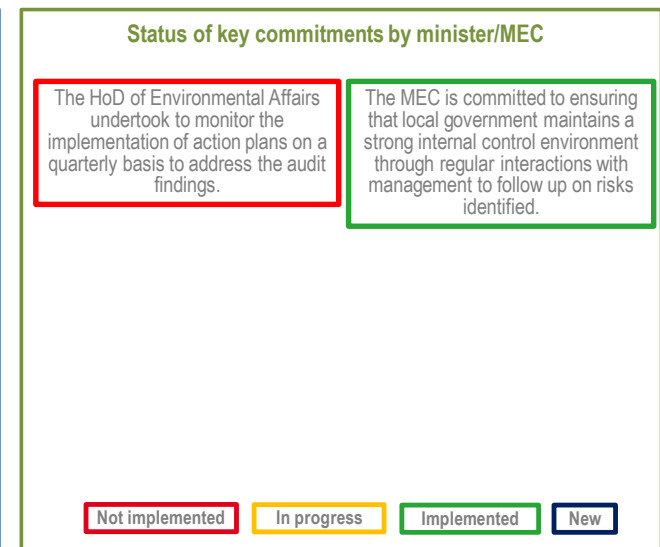 Status of key commitments by minister/MEC
The HoD of Environmental Affairs
undertook to monitor the
implementation of action plans on a
quarterly basis to address the audit
findings.
The MEC is committed to ensuring
that local government maintains a
strong internal control environment
through regular interactions with
management to follow up on risks
identified.
Not implemented
In progress
Implemented
New